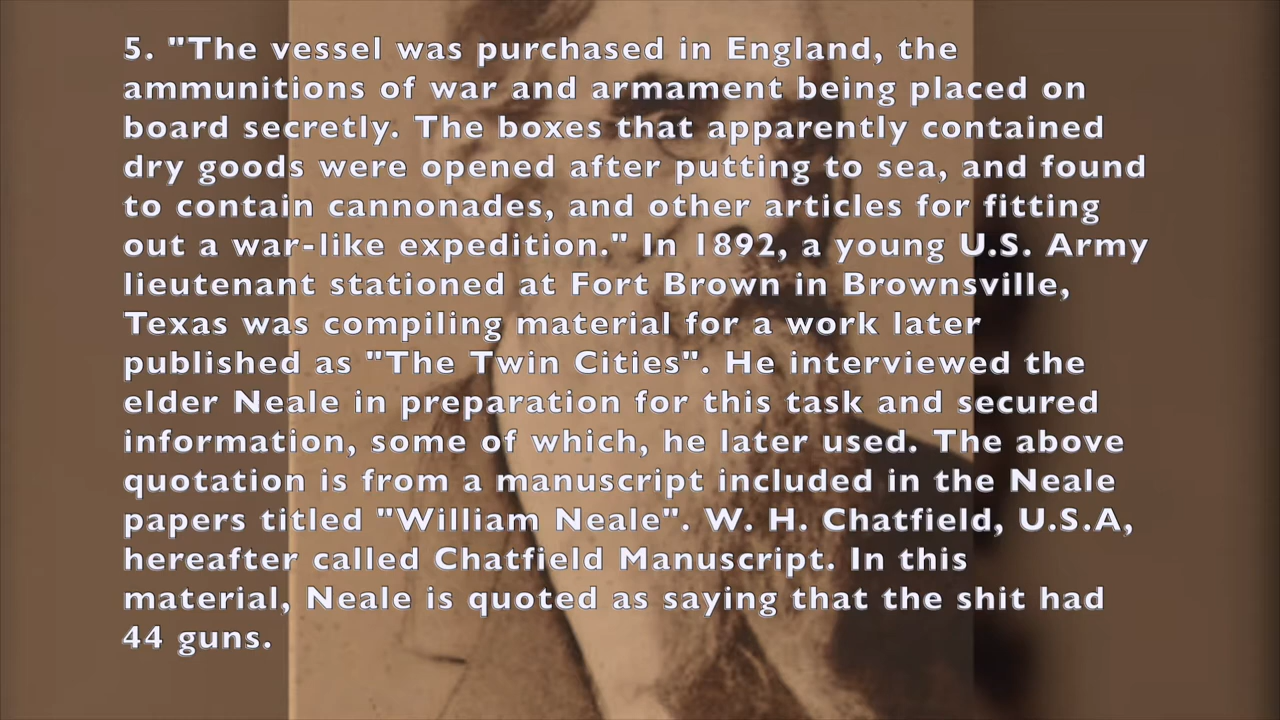 5. "The vessel was purchased in England, the
ammunitions of war and armament being placed on
board secretly. The boxes that apparently contained
dry goods were opened after putting to sea, and found
to contain cannonades, and other articles for fitting
out a war-like expedition." In 1892, a young U.S. Army
lieutenant stationed at Fort Brown in Brownsville,
Texas was compiling material for a work later
published as "The Twin Cities". He interviewed the
elder Neale in preparation for this task and secured
information, some of which, he later used. The above
quotation is from a manuscript included in the Neale
papers titled "William Neale". W. H. Chatfield, U.S.A,
hereafter called Chatfield Manuscript. In this
material, Neale is quoted as saying that the shit had
44 guns.